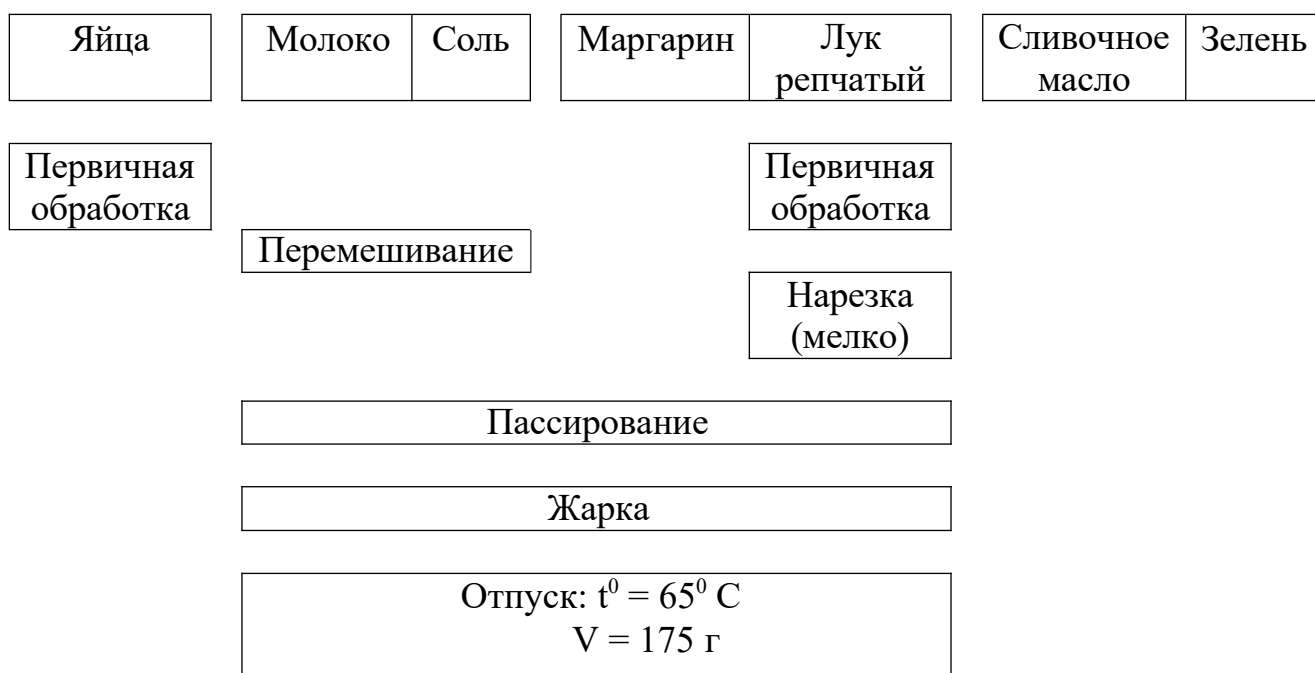 Яйца
Молоко
Соль
Маргарин
Лук
репчатый
Сливочное
масло
Зелень
Первичная
обработка
Первичная
обработка
Перемешивание
Нарезка
(мелко)
Пассирование
Жарка
Отпуск: t⁰ = 65⁰ С
V = 175 г